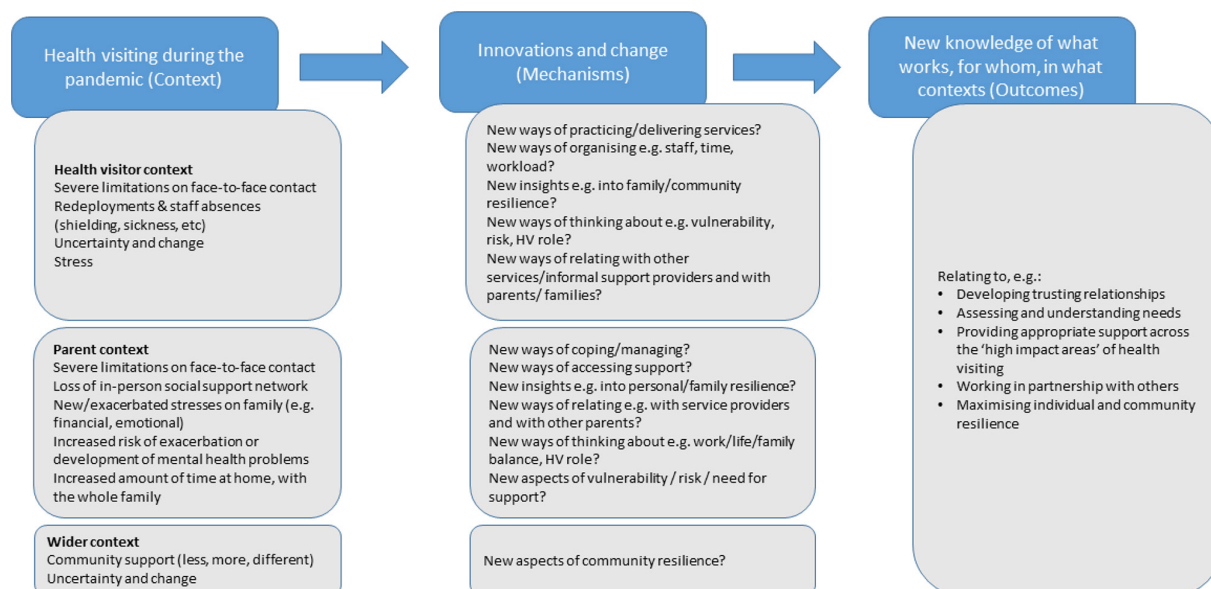 Health visiting during the
pandemic (Context)
Innovations and change
(Mechanisms)
New knowledge of what
works, for whom, in what
contexts (Outcomes)
Health visitor context
Severe limitations on face-to-face contact
Redeployments & staff absences
(shielding, sickness, etc)
Uncertainty and change
Stress
New ways of practicing/delivering services?
New ways of organising e.g. staff, time,
workload?
New insights e.g. into family/community
resilience?
New ways of thinking about e.g. vulnerability,
risk, HV role?
New ways of relating with other
services/informal support providers and with
parents/ families?
Parent context
Severe limitations on face-to-face contact
Loss of in-person social support network
New/exacerbated stresses on family (e.g.
financial, emotional)
Increased risk of exacerbation or
development of mental health problems
Increased amount of time at home, with
the whole family
New ways of coping/managing?
New ways of accessing support?
New insights e.g. into personal/family resilience?
New ways of relating e.g. with service providers
and with other parents?
New ways of thinking about e.g. work/life/family
balance, HV role?
New aspects of vulnerability / risk / need for
support?
Wider context
Community support (less, more, different)
Uncertainty and change
New aspects of community resilience?
Relating to, e.g.:
• Developing trusting relationships
• Assessing and understanding needs
• Providing appropriate support across
the ‘high impact areas’ of health
visiting
• Working in partnership with others
• Maximising individual and community
resilience